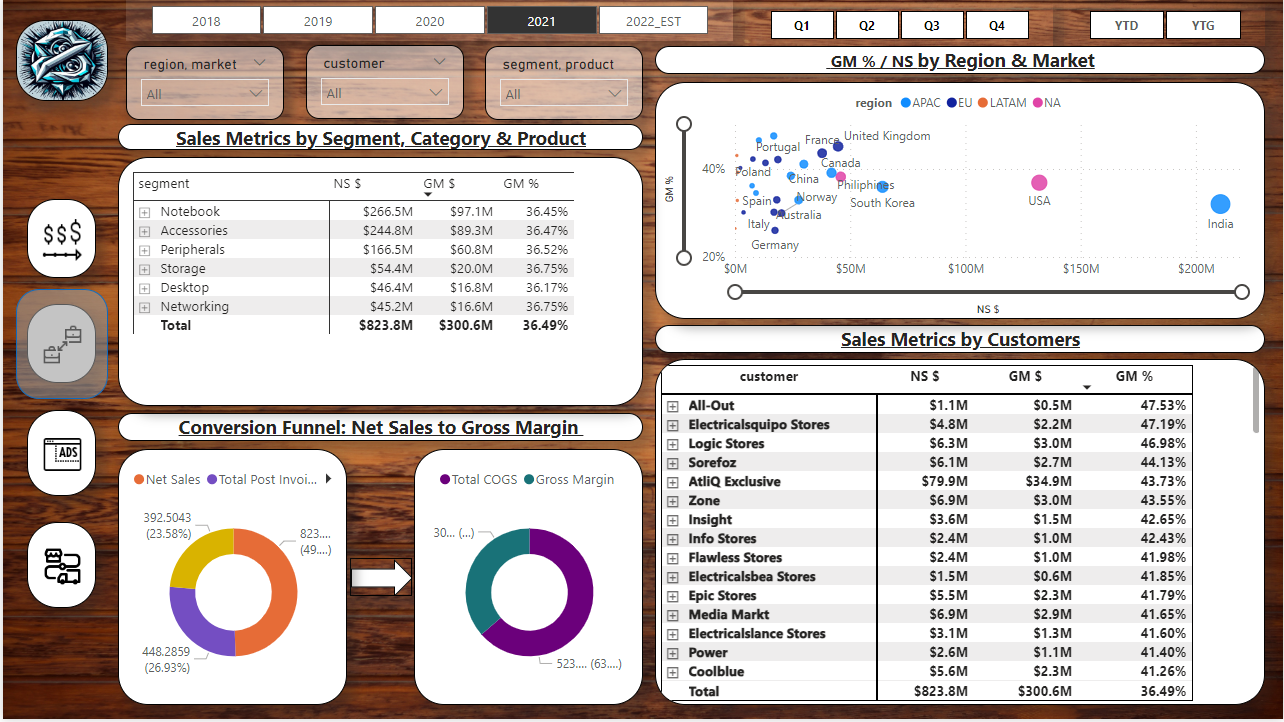 2018 2019 2020 2021 2022_EST
Q1 Q2 Q3 Q4 YTD YTG
region, market
All
customer
All
segment, product
All
Sales Metrics by Segment, Category & Product
segment NS $ GM $ GM %
Notebook $266.5M $97.1M 36.45%
Accessories $244.8M $89.3M 36.47%
Peripherals $166.5M $60.8M 36.52%
Storage $54.4M $20.0M 36.75%
Desktop $46.4M $16.8M 36.17%
Networking $45.2M $16.6M 36.75%
Total $823.8M $300.6M 36.49%
$$$
ADS
Conversion Funnel: Net Sales to Gross Margin
Net Sales Total Post Invoi...
392.5043
(23.58%)
823....
(49....)
448.2859
(26.93%)
Total COGS Gross Margin
30... (...)
523.... (63....)
GM % / NS by Region & Market
region APAC EU LATAM NA
GM %
40%
20%
France
United Kingdom
Portugal
Canada
Poland
China
Philiphines
Spain
Norway
South Korea
USA
Australia
Italy
India
Germany
$0M $50M $100M $150M $200M
NS $
Sales Metrics by Customers
customer NS $ GM $ GM %
All-Out $1.1M $0.5M 47.53%
Electricalsquipo Stores $4.8M $2.2M 47.19%
Logic Stores $6.3M $3.0M 46.98%
Sorefoz $6.1M $2.7M 44.13%
AtliQ Exclusive $79.9M $34.9M 43.73%
Zone $6.9M $3.0M 43.55%
Insight $3.6M $1.5M 42.65%
Info Stores $2.4M $1.0M 42.43%
Flawless Stores $2.4M $1.0M 41.98%
Electricalsbea Stores $1.5M $0.6M 41.85%
Epic Stores $5.5M $2.3M 41.79%
Media Markt $6.9M $2.9M 41.65%
Electricalslance Stores $3.1M $1.3M 41.60%
Power $2.6M $1.1M 41.40%
Coolblue $5.6M $2.3M 41.26%
Total $823.8M $300.6M 36.49%